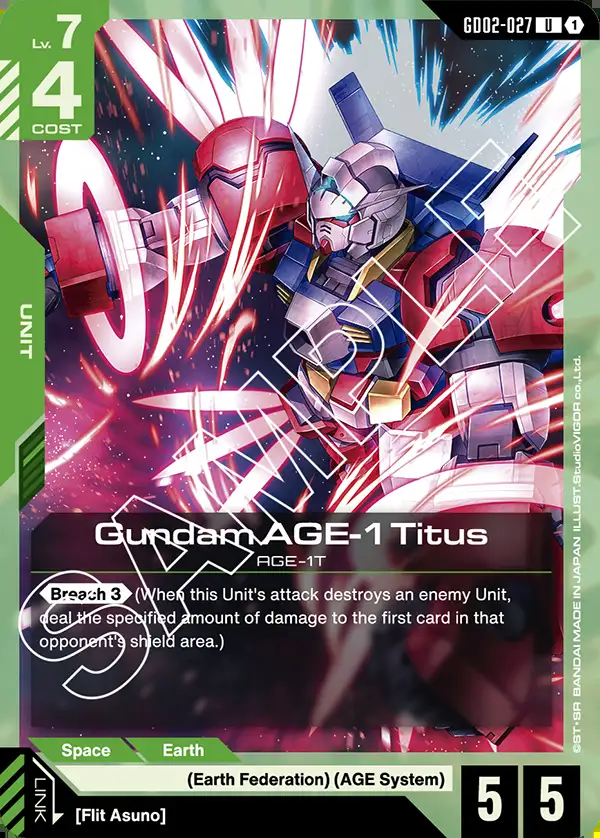 Lv. 7
4
COST
GD02-027 U 1
UNIT
SAMPLE
Gundam AGE-1 Titus
AGE-1T
Breach 3 (When this Unit's attack destroys an enemy Unit,
deal the specified amount of damage to the first card in that
opponent's shield area.)
Space Earth
(Earth Federation) (AGE System)
LINK
[Flit Asuno]
5 5
©ST•SR BANDAI MADE IN JAPAN ILLUST.StudioVIGOR co.,Ltd.